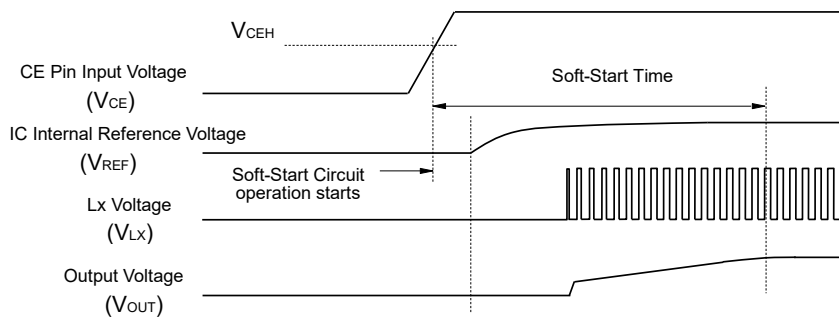 VCEH
CE Pin Input Voltage
(VCE)
Soft-Start Time
IC Internal Reference Voltage
(VREF)
Soft-Start Circuit
operation starts
Lx Voltage
(VLX)
Output Voltage
(VOUT)